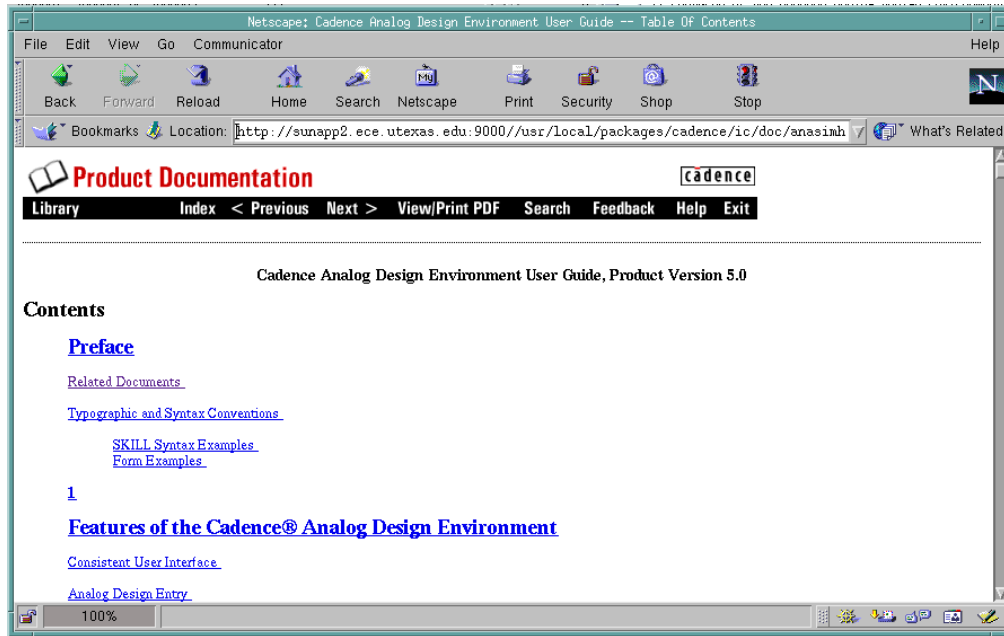 Netscape: Cadence Analog Design Environment User Guide -- Table Of Contents
File Edit View Go Communicator Help
My N
Back Forward Reload Home Search Netscape Print Security Shop Stop
Bookmarks Location: http://sunapp2.ece.utexas.edu:9000//usr/local/packages/cadence/ic/doc/anasimh What's Related
Product Documentation cādence
Library Index < Previous Next > View/Print PDF Search Feedback Help Exit
Cadence Analog Design Environment User Guide, Product Version 5.0
Contents
Preface
Related Documents
Typographic and Syntax Conventions
SKILL Syntax Examples
Form Examples
1
Features of the Cadence® Analog Design Environment
Consistent User Interface
Analog Design Entry
100%